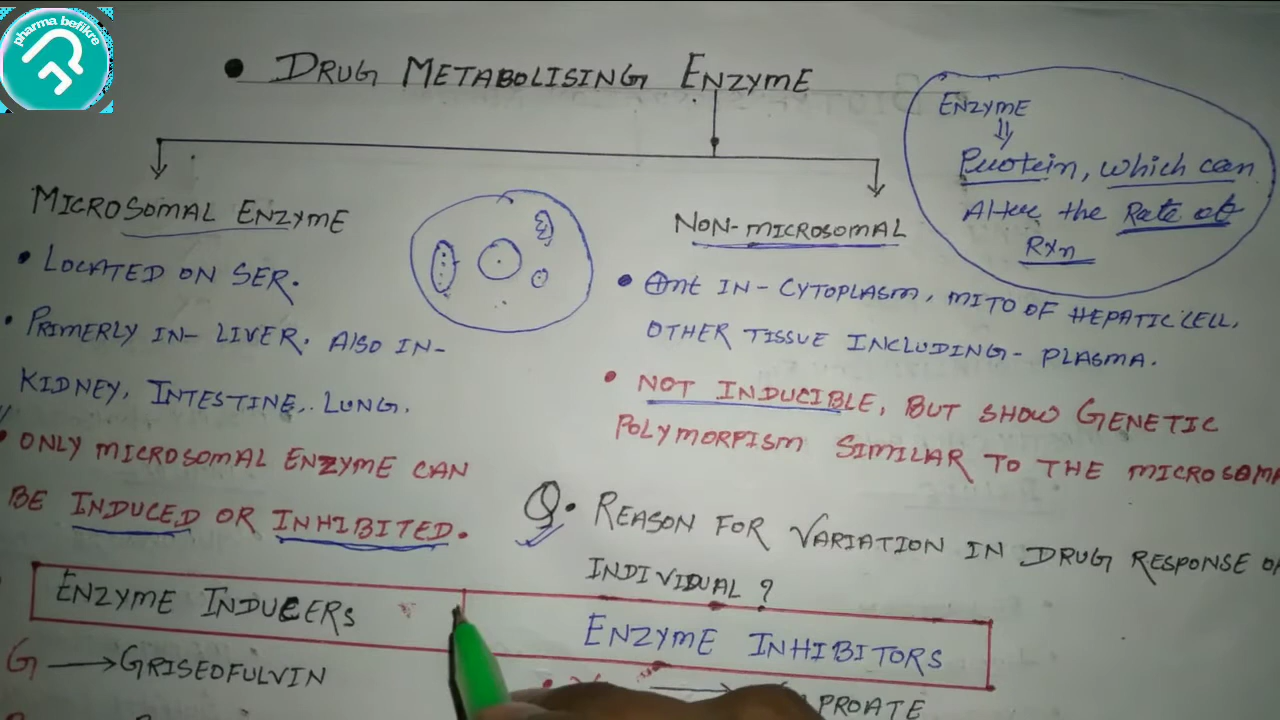 pharma befikre
• DRUG METABOLISING ENZYME
ENZYME
⇓
Protein, which can
Alter the Rate of
Rxn
MICROSOMAL ENZYME
• LOCATED ON SER.
• PRIMERLY IN- LIVER. Also IN-
KIDNEY, INTESTINE, LUNG.
• ONLY MICROSOMAL ENZYME CAN
BE INDUCED OR INHIBITED.
NON-MICROSOMAL
• IN- CYTOPLASM, MITO OF HEPATIC CELL,
OTHER TISSUE INCLUDING- PLASMA.
• NOT INDUCIBLE, BUT SHOW GENETIC
POLYMORPISM SIMILAR TO THE MICROSOMA
Q. REASON FOR VARIATION IN DRUG RESPONSE OF
INDIVIDUAL ?
ENZYME INDUCERS
ENZYME INHIBITORS
G → GRISEOFULVIN
PROATE